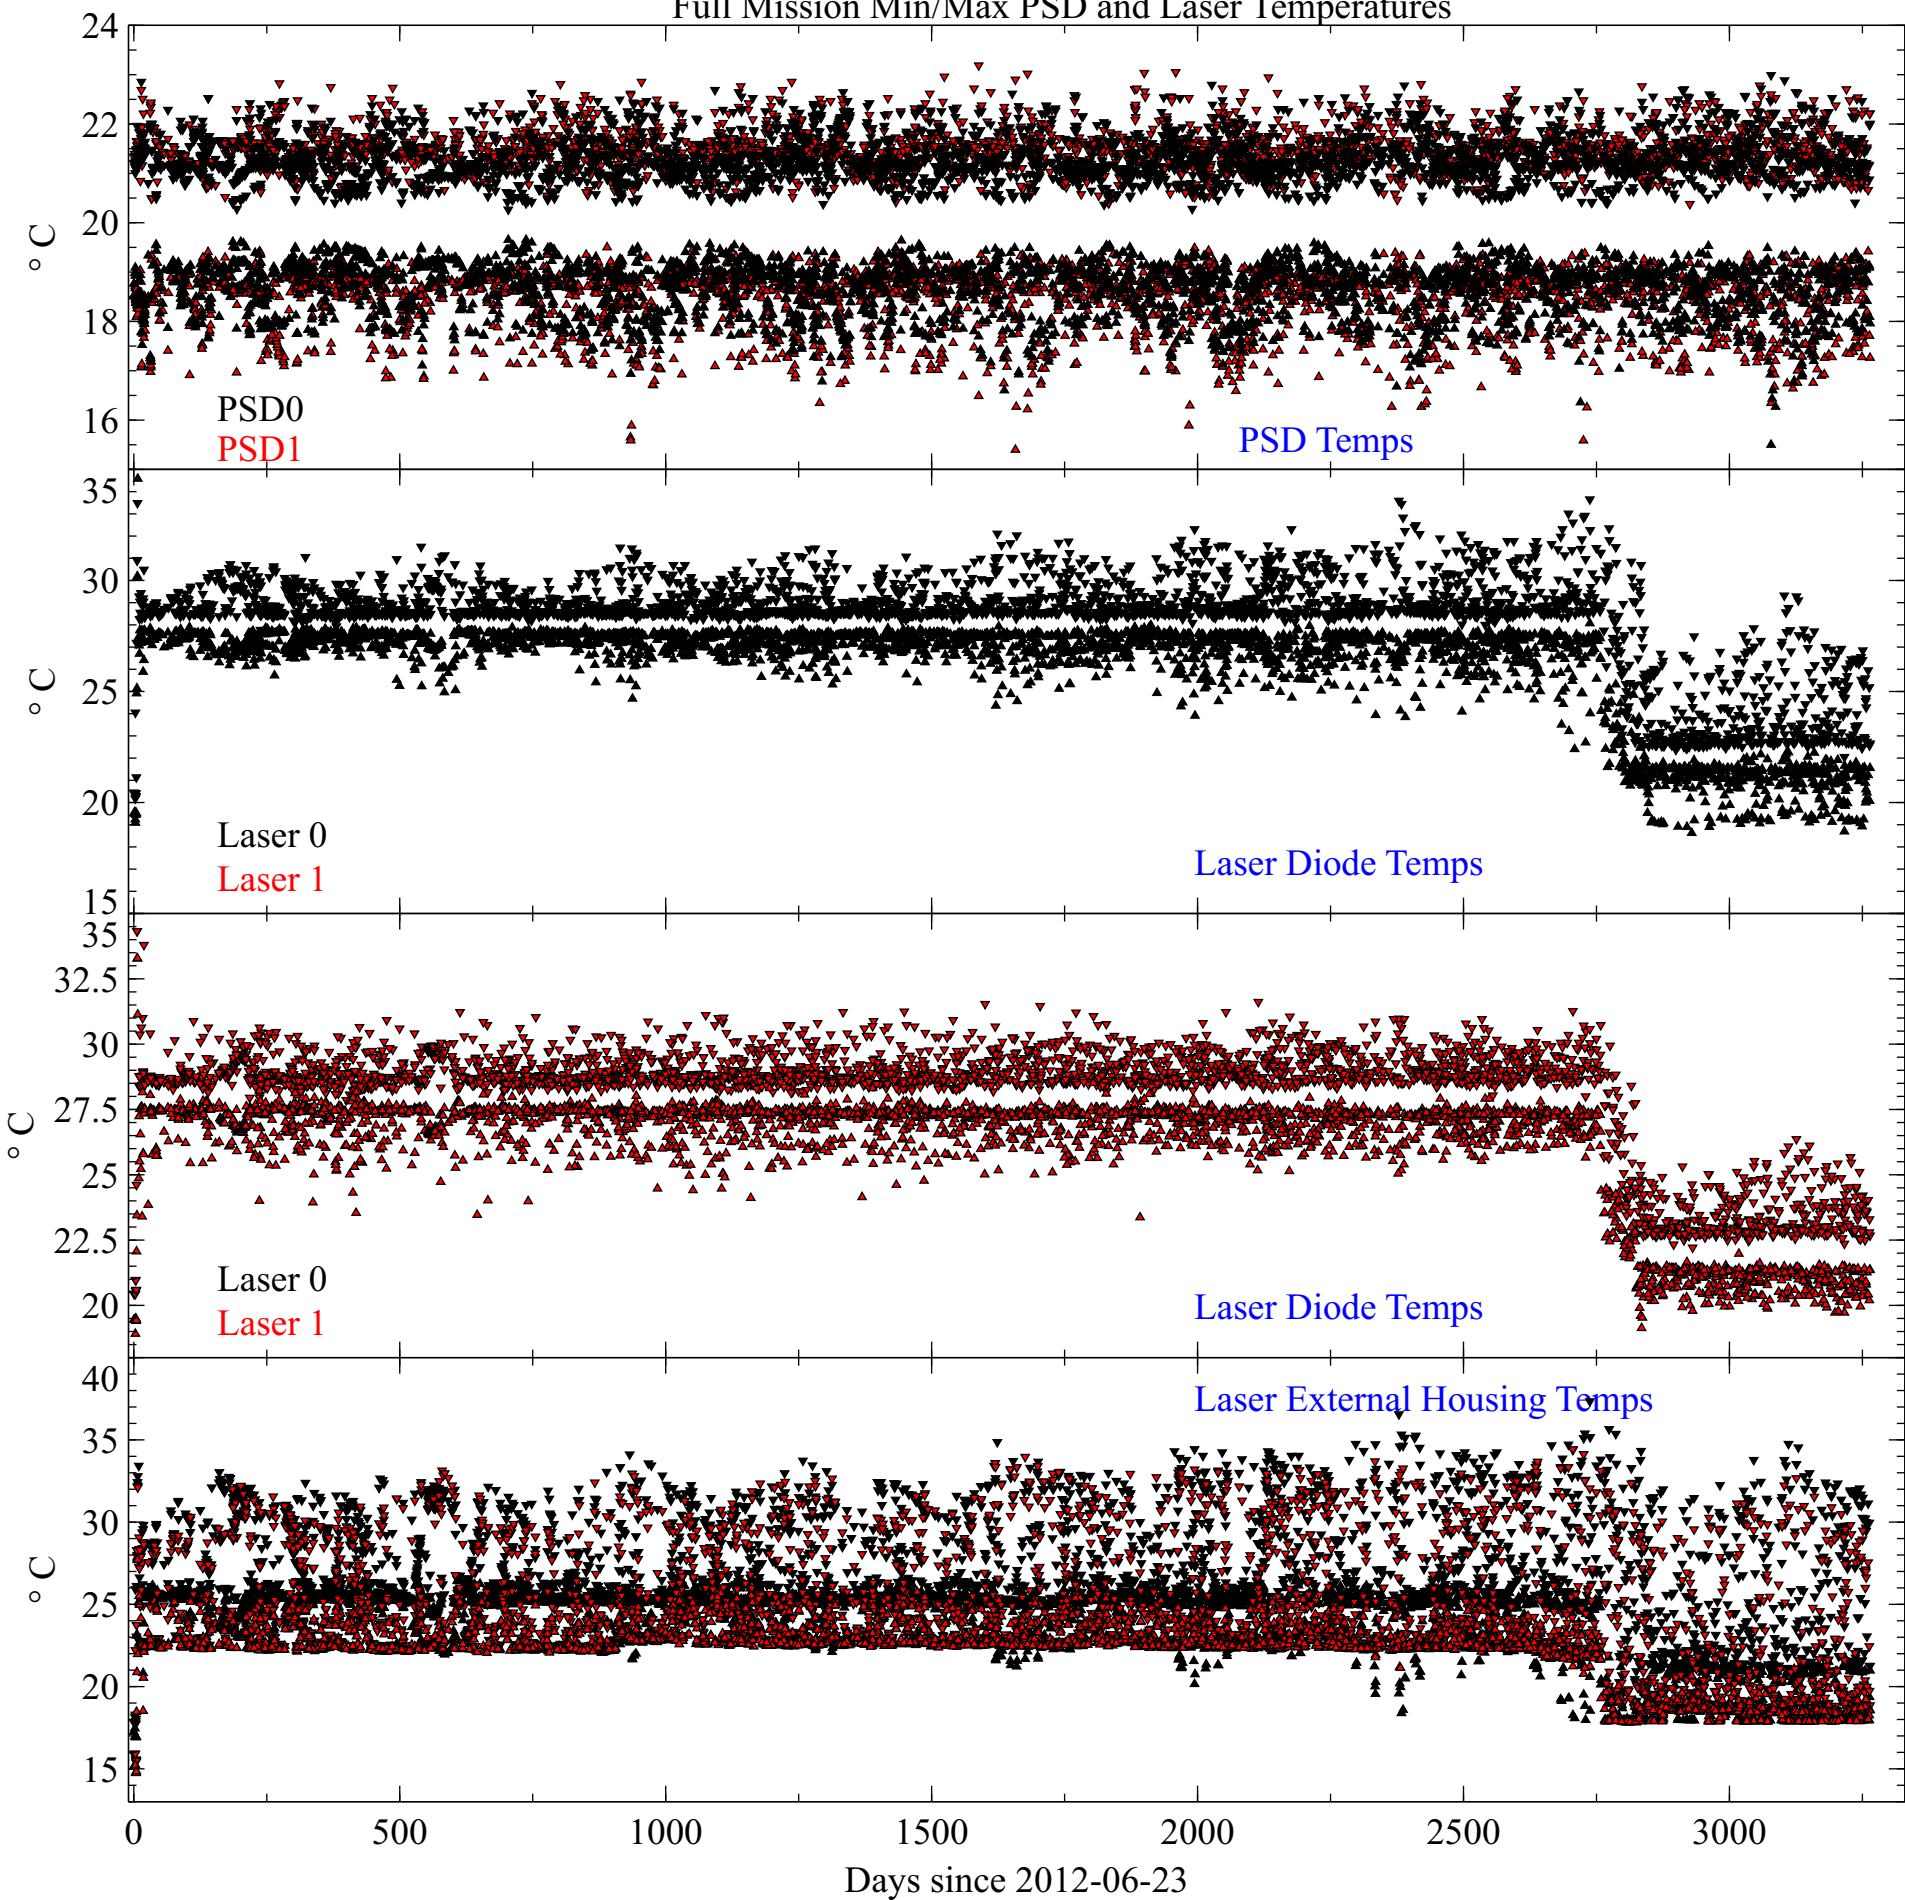 Full Mission Min/Max PSD and Laser Temperatures
24
22
20
18
16
° C
PSD0
PSD1
PSD Temps
35
30
25
20
15
° C
Laser 0
Laser 1
Laser Diode Temps
35
32.5
30
27.5
25
22.5
20
° C
Laser 0
Laser 1
Laser Diode Temps
40
35
30
25
20
15
° C
Laser External Housing Temps
0 500 1000 1500 2000 2500 3000
Days since 2012-06-23